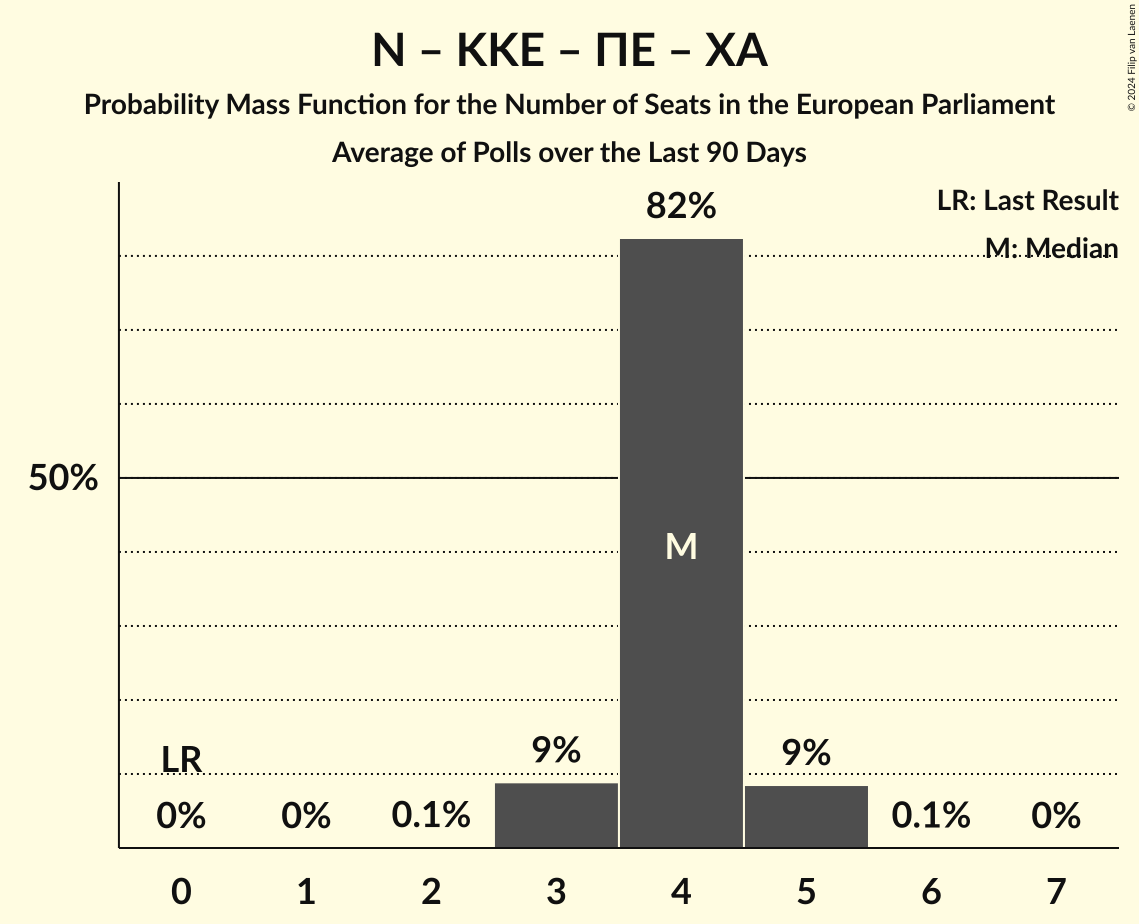 Ν – ΚΚΕ – ΠΕ – ΧΑ
Probability Mass Function for the Number of Seats in the European Parliament
Average of Polls over the Last 90 Days
© 2024 Filip van Laenen
LR: Last Result
M: Median
82%
50%
M
LR
9%
9%
0%
0%
0.1%
0.1%
0%
0
1
2
3
4
5
6
7